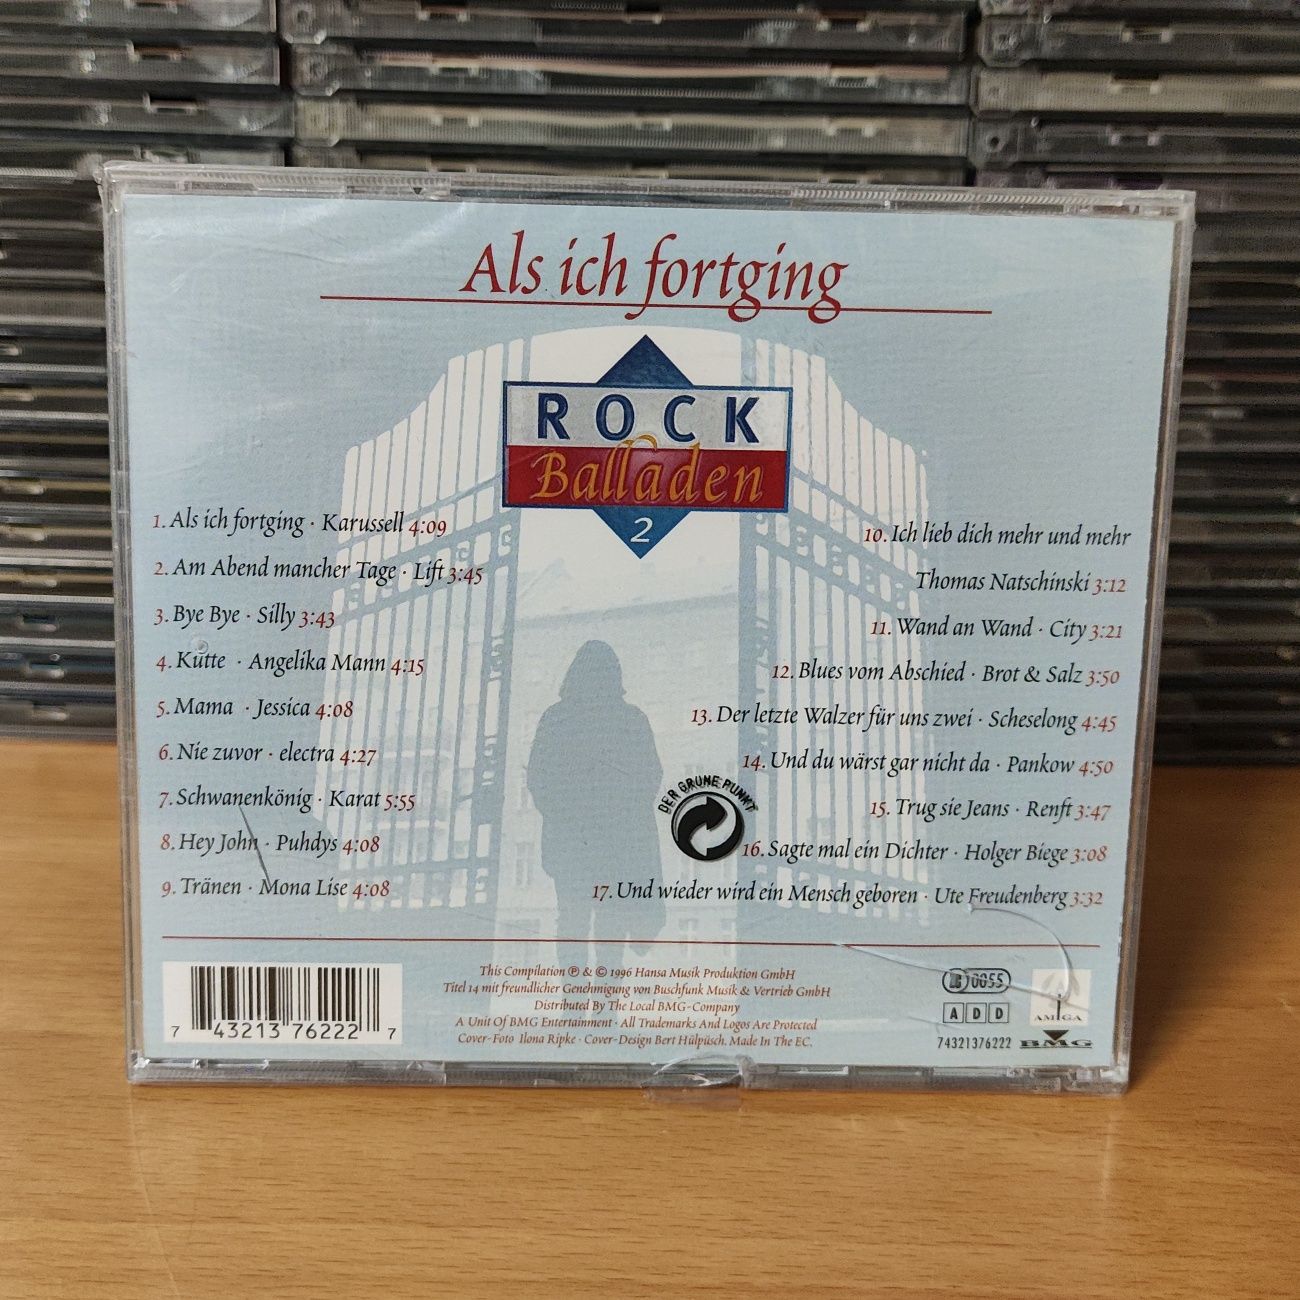 Als ich fortging
ROCK
Balladen
2
1. Als ich fortging · Karussell 4:09
2. Am Abend mancher Tage · Lift 3:45
3. Bye Bye · Silly 3:43
4. Kütte · Angelika Mann 4:15
5. Mama · Jessica 4:08
6. Nie zuvor · electra 4:27
7. Schwanenkönig · Karat 5:55
8. Hey John · Puhdys 4:08
9. Tränen · Mona Lise 4:08
10. Ich lieb dich mehr und mehr
Thomas Natschinski 3:12
11. Wand an Wand · City 3:21
12. Blues vom Abschied · Brot & Salz 3:50
13. Der letzte Walzer für uns zwei · Scheselong 4:45
14. Und du wärst gar nicht da · Pankow 4:50
15. Trug sie Jeans · Renft 3:47
16. Sagte mal ein Dichter · Holger Biege 3:08
17. Und wieder wird ein Mensch geboren · Ute Freudenberg 3:32
DER GRÜNE PUNKT
7 43213 76222 7
This Compilation ℗ & © 1996 Hansa Musik Produktion GmbH
Titel 14 mit freundlicher Genehmigung von Buschfunk Musik & Vertrieb GmbH
Distributed By The Local BMG-Company
A Unit Of BMG Entertainment · All Trademarks And Logos Are Protected
Cover-Foto Ilona Ripke · Cover-Design Bert Hülpüsch. Made In The EC.
LC 0055
ADD
74321376222
AMIGA
BMG